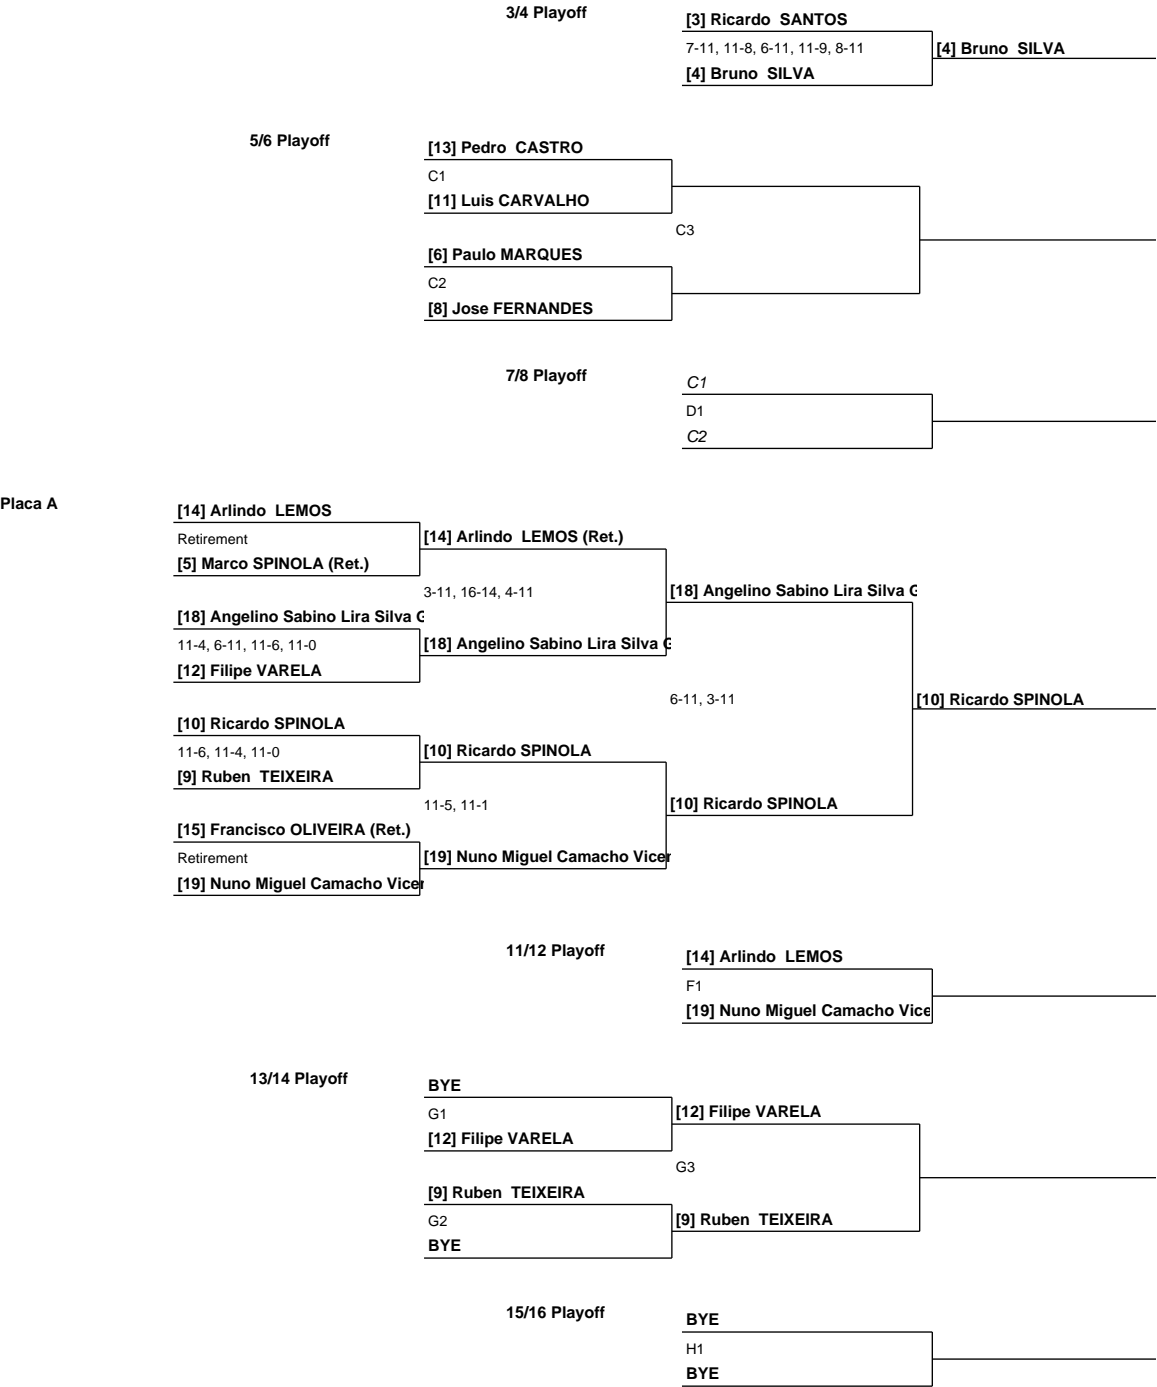 3/4 Playoff
[3] Ricardo SANTOS
7-11, 11-8, 6-11, 11-9, 8-11
[4] Bruno SILVA
[4] Bruno SILVA
5/6 Playoff
[13] Pedro CASTRO
C1
[11] Luis CARVALHO
C3
[6] Paulo MARQUES
C2
[8] Jose FERNANDES
7/8 Playoff
C1
D1
C2
Placa A
[14] Arlindo LEMOS
Retirement
[14] Arlindo LEMOS (Ret.)
[5] Marco SPINOLA (Ret.)
3-11, 16-14, 4-11
[18] Angelino Sabino Lira Silva G
[18] Angelino Sabino Lira Silva G
11-4, 6-11, 11-6, 11-0
[18] Angelino Sabino Lira Silva G
[12] Filipe VARELA
6-11, 3-11
[10] Ricardo SPINOLA
[10] Ricardo SPINOLA
11-6, 11-4, 11-0
[10] Ricardo SPINOLA
[9] Ruben TEIXEIRA
11-5, 11-1
[10] Ricardo SPINOLA
[15] Francisco OLIVEIRA (Ret.)
Retirement
[19] Nuno Miguel Camacho Vicer
[19] Nuno Miguel Camacho Vicer
11/12 Playoff
[14] Arlindo LEMOS
F1
[19] Nuno Miguel Camacho Vice
13/14 Playoff
BYE
G1
[12] Filipe VARELA
[12] Filipe VARELA
G3
[9] Ruben TEIXEIRA
G2
[9] Ruben TEIXEIRA
BYE
15/16 Playoff
BYE
H1
BYE